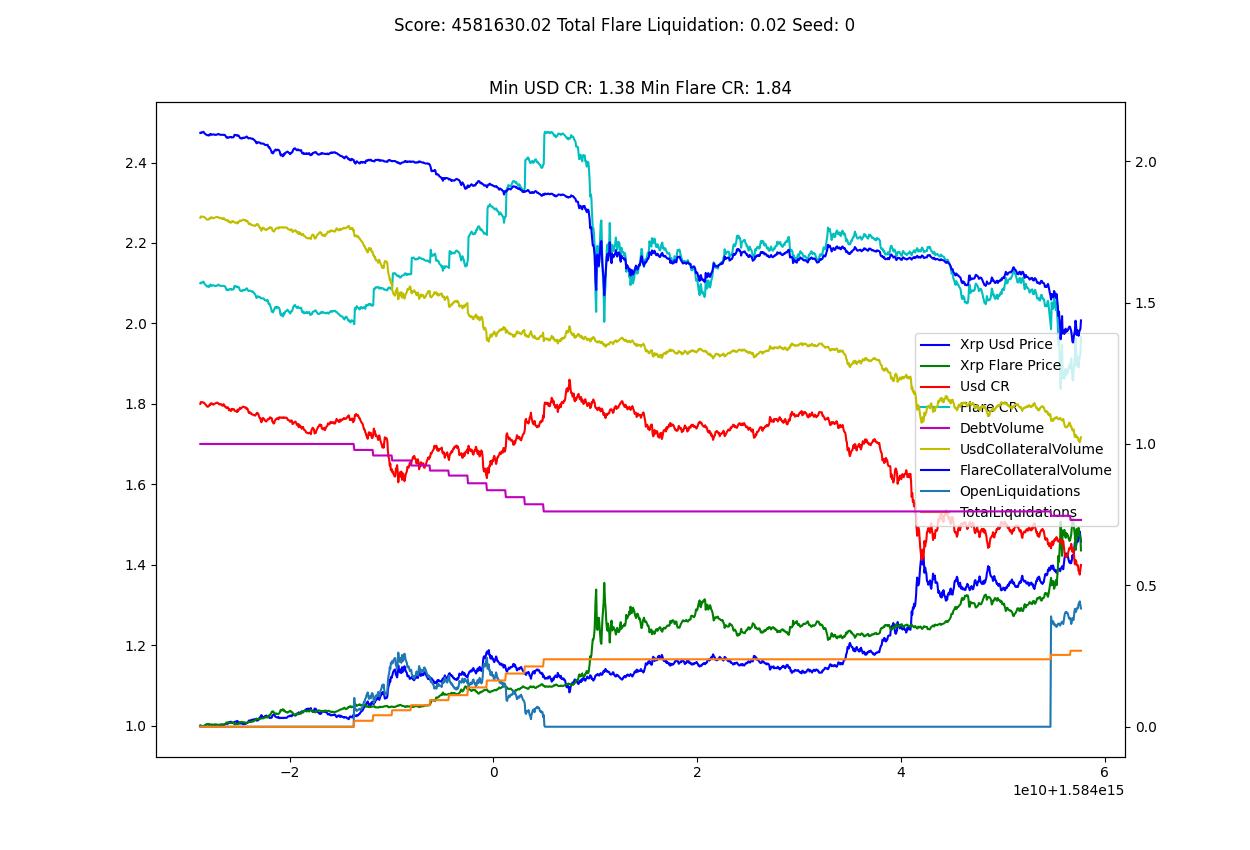 Score: 4581630.02 Total Flare Liquidation: 0.02 Seed: 0
Min USD CR: 1.38 Min Flare CR: 1.84
2.4
2.2
2.0
1.8
1.6
1.4
1.2
1.0
2.0
1.5
1.0
0.5
0.0
Xrp Usd Price
Xrp Flare Price
Usd CR
Flare CR
DebtVolume
UsdCollateralVolume
FlareCollateralVolume
OpenLiquidations
TotalLiquidations
−2
0
2
4
6
1e10+1.584e15